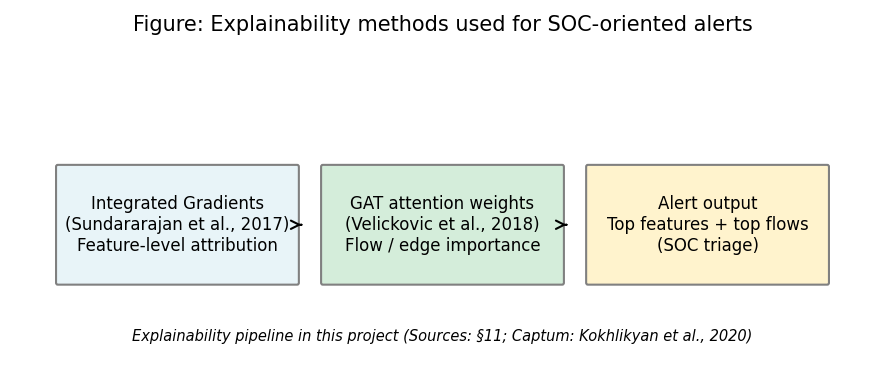 Figure: Explainability methods used for SOC-oriented alerts
Integrated Gradients
(Sundararajan et al., 2017)
Feature-level attribution
GAT attention weights
(Velickovic et al., 2018)
Flow / edge importance
Alert output
Top features + top flows
(SOC triage)
Explainability pipeline in this project (Sources: §11; Captum: Kokhlikyan et al., 2020)